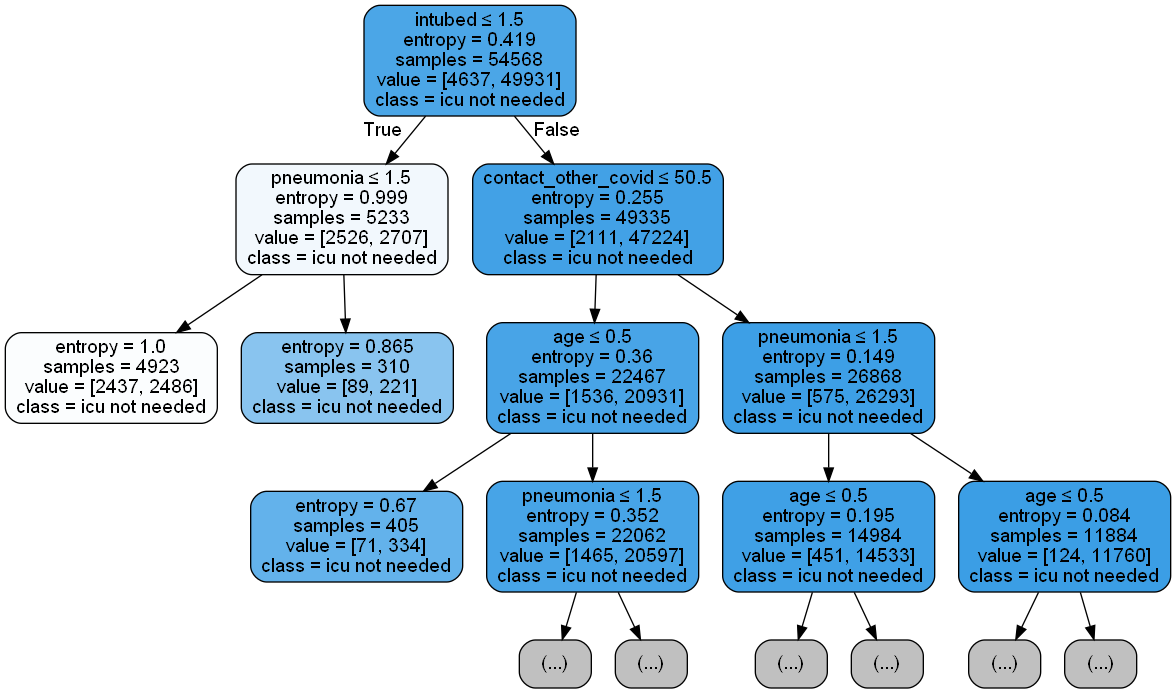 intubed ≤ 1.5
entropy = 0.419
samples = 54568
value = [4637, 49931]
class = icu not needed
True
False
pneumonia ≤ 1.5
entropy = 0.999
samples = 5233
value = [2526, 2707]
class = icu not needed
contact_other_covid ≤ 50.5
entropy = 0.255
samples = 49335
value = [2111, 47224]
class = icu not needed
entropy = 1.0
samples = 4923
value = [2437, 2486]
class = icu not needed
entropy = 0.865
samples = 310
value = [89, 221]
class = icu not needed
age ≤ 0.5
entropy = 0.36
samples = 22467
value = [1536, 20931]
class = icu not needed
pneumonia ≤ 1.5
entropy = 0.149
samples = 26868
value = [575, 26293]
class = icu not needed
entropy = 0.67
samples = 405
value = [71, 334]
class = icu not needed
pneumonia ≤ 1.5
entropy = 0.352
samples = 22062
value = [1465, 20597]
class = icu not needed
age ≤ 0.5
entropy = 0.195
samples = 14984
value = [451, 14533]
class = icu not needed
age ≤ 0.5
entropy = 0.084
samples = 11884
value = [124, 11760]
class = icu not needed
(...)
(...)
(...)
(...)
(...)
(...)